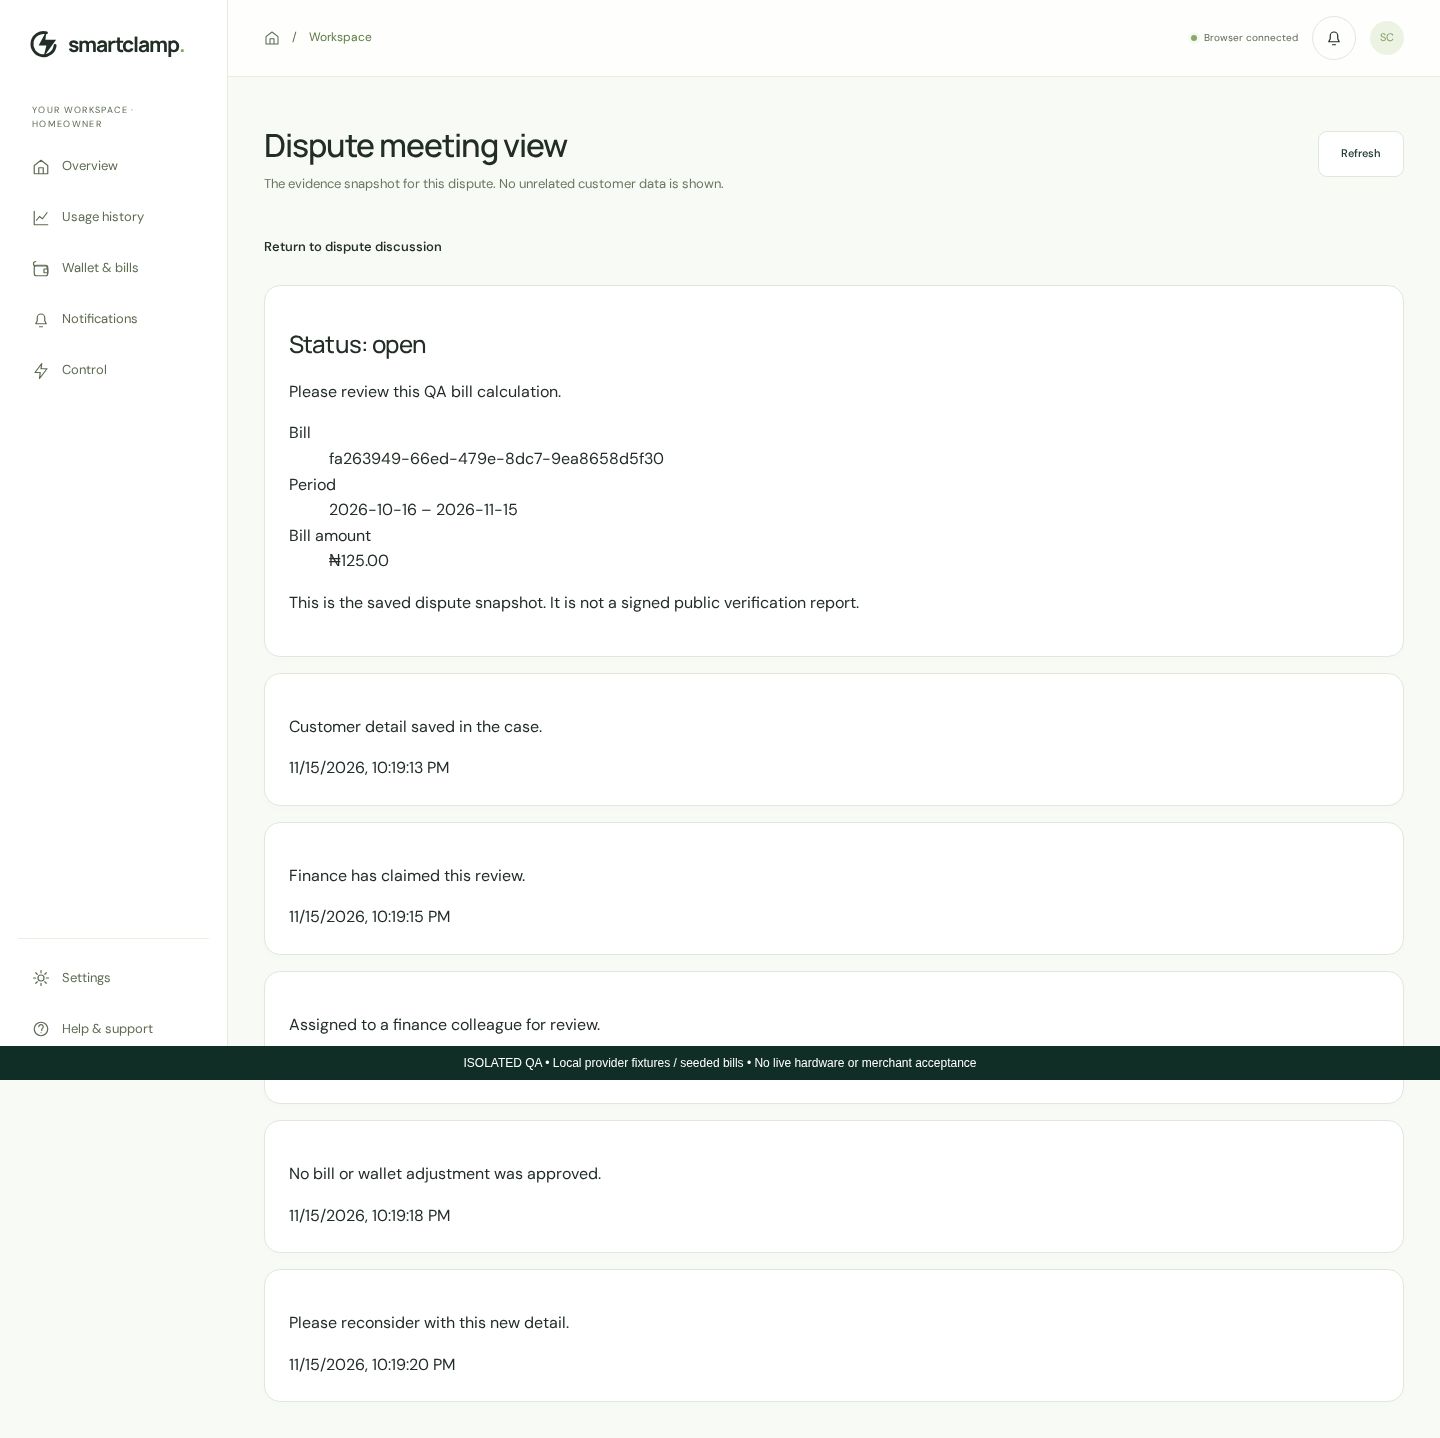 smartclamp.
YOUR WORKSPACE ·
HOMEOWNER
Overview
Usage history
Wallet & bills
Notifications
Control
Settings
Help & support
/ Workspace
Browser connected
SC
Dispute meeting view
The evidence snapshot for this dispute. No unrelated customer data is shown.
Refresh
Return to dispute discussion
Status: open
Please review this QA bill calculation.
Bill
fa263949-66ed-479e-8dc7-9ea8658d5f30
Period
2026-10-16 – 2026-11-15
Bill amount
₦125.00
This is the saved dispute snapshot. It is not a signed public verification report.
Customer detail saved in the case.
11/15/2026, 10:19:13 PM
Finance has claimed this review.
11/15/2026, 10:19:15 PM
Assigned to a finance colleague for review.
ISOLATED QA • Local provider fixtures / seeded bills • No live hardware or merchant acceptance
No bill or wallet adjustment was approved.
11/15/2026, 10:19:18 PM
Please reconsider with this new detail.
11/15/2026, 10:19:20 PM